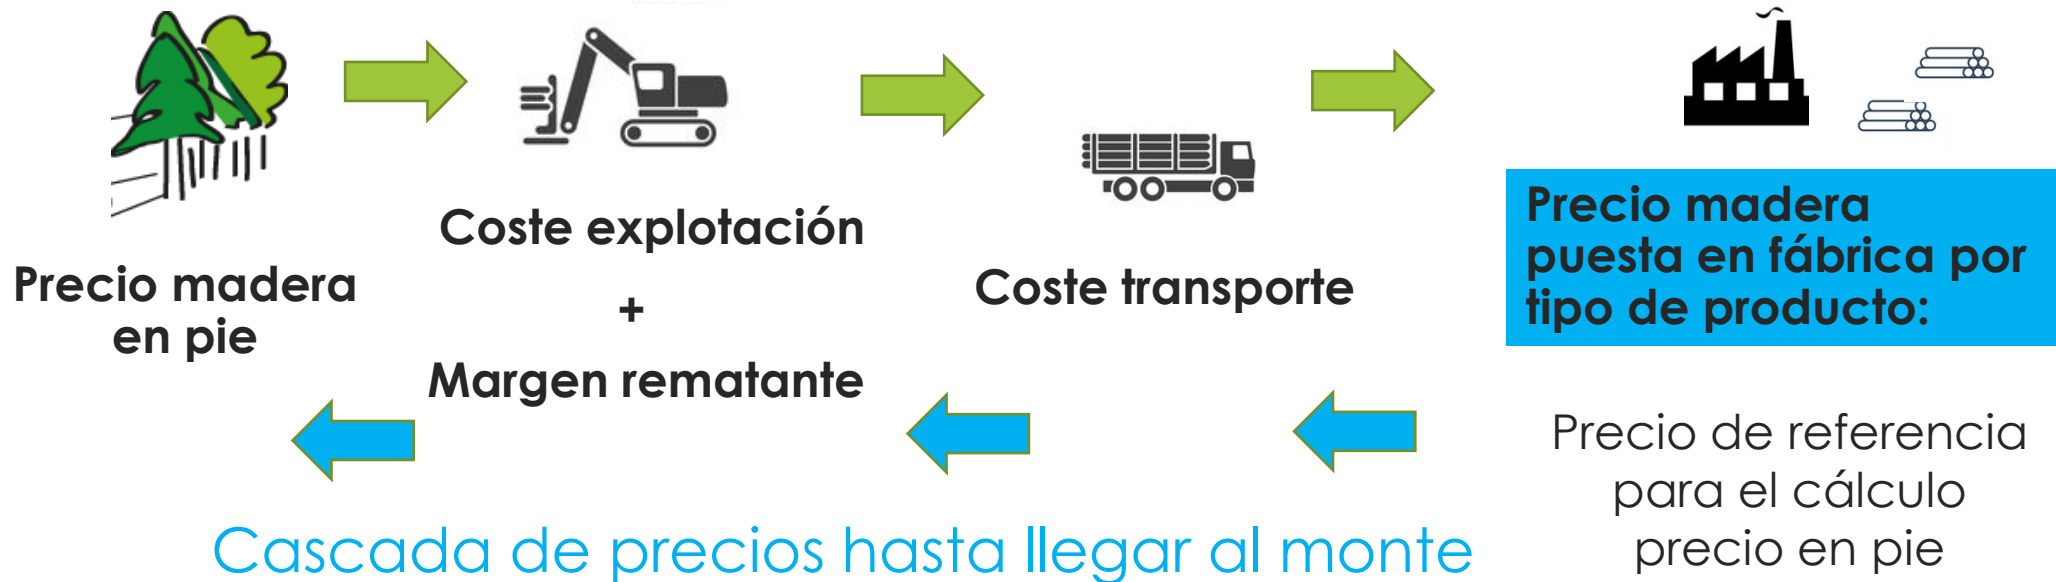 Precio madera
en pie
Coste explotación
+
Margen rematante
Coste transporte
Precio madera
puesta en fábrica por
tipo de producto:
Precio de referencia
para el cálculo
precio en pie
Cascada de precios hasta llegar al monte